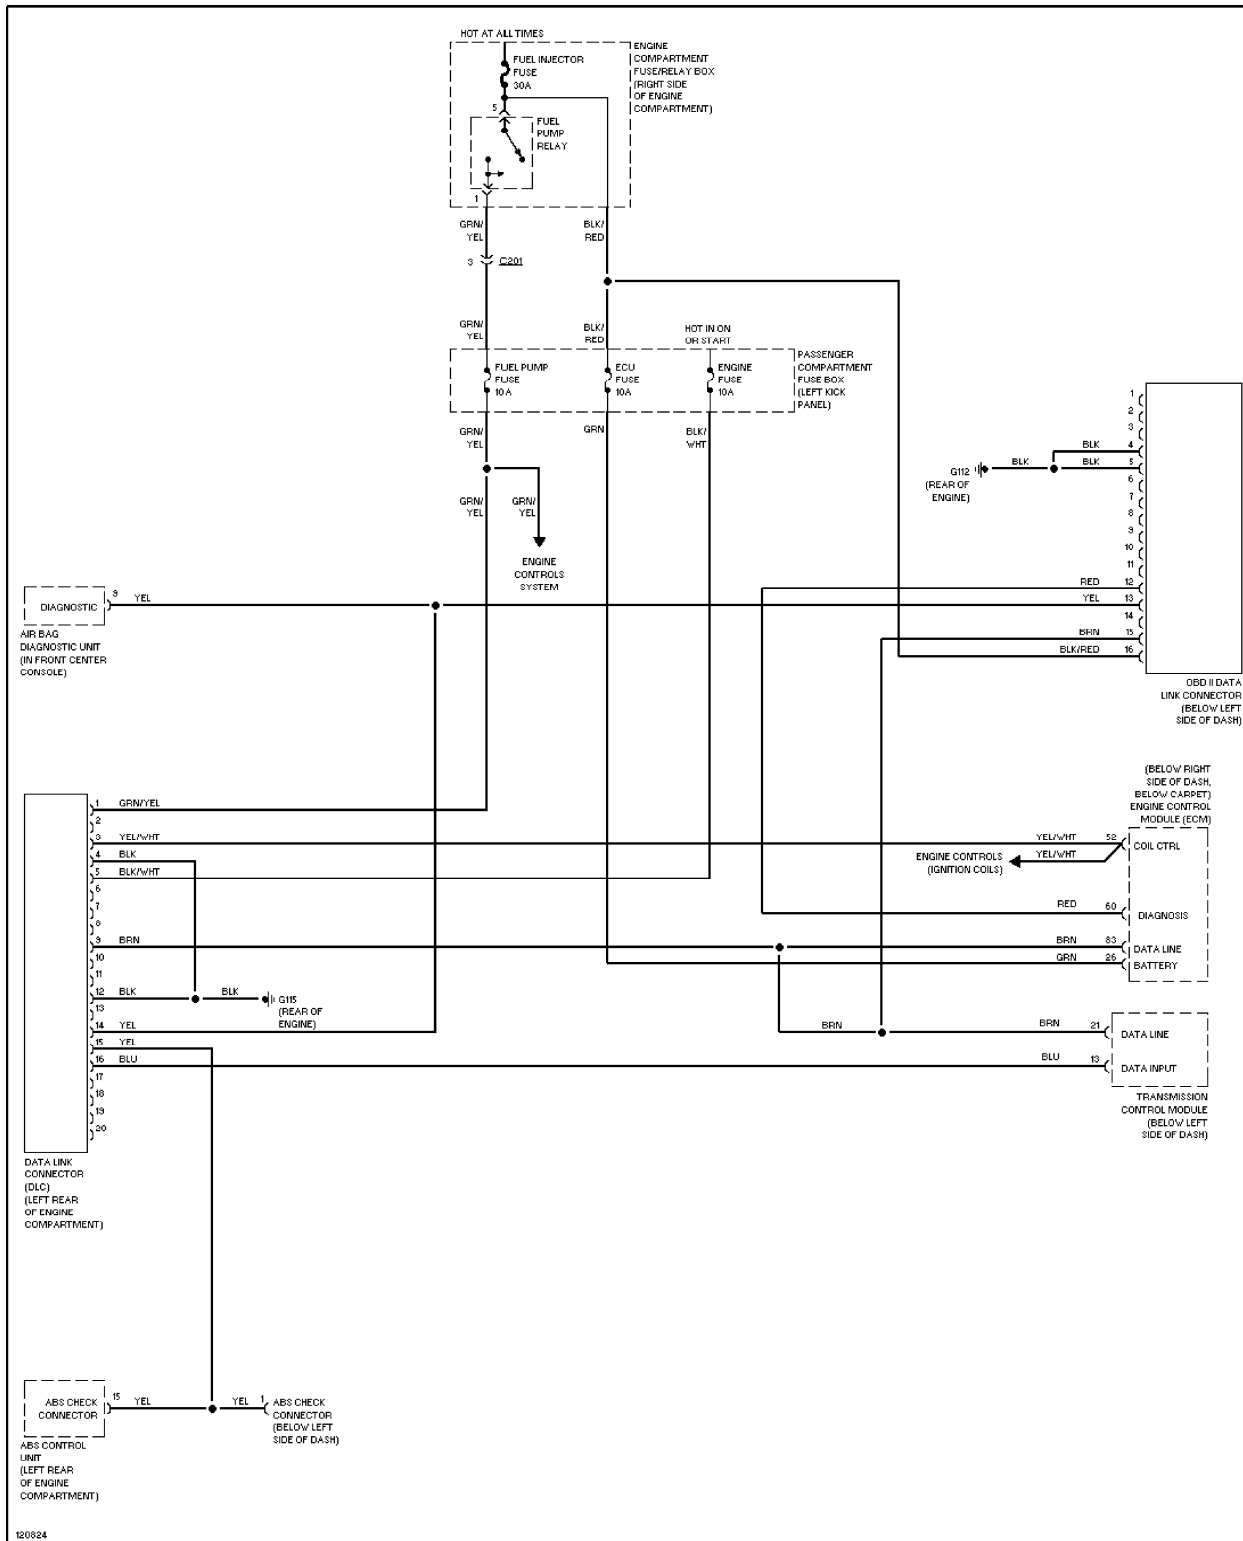 HOT AT ALL TIMES
FUEL INJECTOR
FUSE
30A
ENGINE
COMPARTMENT
FUSE/RELAY BOX
(RIGHT SIDE
OF ENGINE
COMPARTMENT)
5
FUEL
PUMP
RELAY
1
GRN/
YEL
BLK/
RED
3
C201
GRN/
YEL
BLK/
RED
HOT IN ON
OR START
FUEL PUMP
FUSE
10A
ECU
FUSE
10A
ENGINE
FUSE
10A
PASSENGER
COMPARTMENT
FUSE BOX
(LEFT KICK
PANEL)
GRN/
YEL
GRN
BLK/
WHT
GRN/
YEL
GRN/
YEL
ENGINE
CONTROLS
SYSTEM
1
2
3
BLK 4
G112 BLK BLK 5
(REAR OF
ENGINE)
6
7
8
9
10
11
RED 12
YEL 13
14
BRN 15
BLK/RED 16
OBD II DATA
LINK CONNECTOR
(BELOW LEFT
SIDE OF DASH)
DIAGNOSTIC
9 YEL
AIR BAG
DIAGNOSTIC UNIT
(IN FRONT CENTER
CONSOLE)
1 GRN/YEL
2
3 YEL/WHT
4 BLK
5 BLK/WHT
6
7
8
9 BRN
10
11
12 BLK BLK
G115
(REAR OF
ENGINE)
13
14 YEL
15 YEL
16 BLU
17
18
19
20
DATA LINK
CONNECTOR
(DLC)
(LEFT REAR
OF ENGINE
COMPARTMENT)
(BELOW RIGHT
SIDE OF DASH,
BELOW CARPET)
ENGINE CONTROL
MODULE (ECM)
YEL/WHT 52
COIL CTRL
ENGINE CONTROLS
(IGNITION COILS)
YEL/WHT
RED 60
DIAGNOSIS
BRN 83
DATA LINE
GRN 26
BATTERY
BRN
BRN 21
DATA LINE
BLU 13
DATA INPUT
TRANSMISSION
CONTROL MODULE
(BELOW LEFT
SIDE OF DASH)
ABS CHECK
CONNECTOR
15 YEL
YEL 1
ABS CHECK
CONNECTOR
(BELOW LEFT
SIDE OF DASH)
ABS CONTROL
UNIT
(LEFT REAR
OF ENGINE
COMPARTMENT)
120824